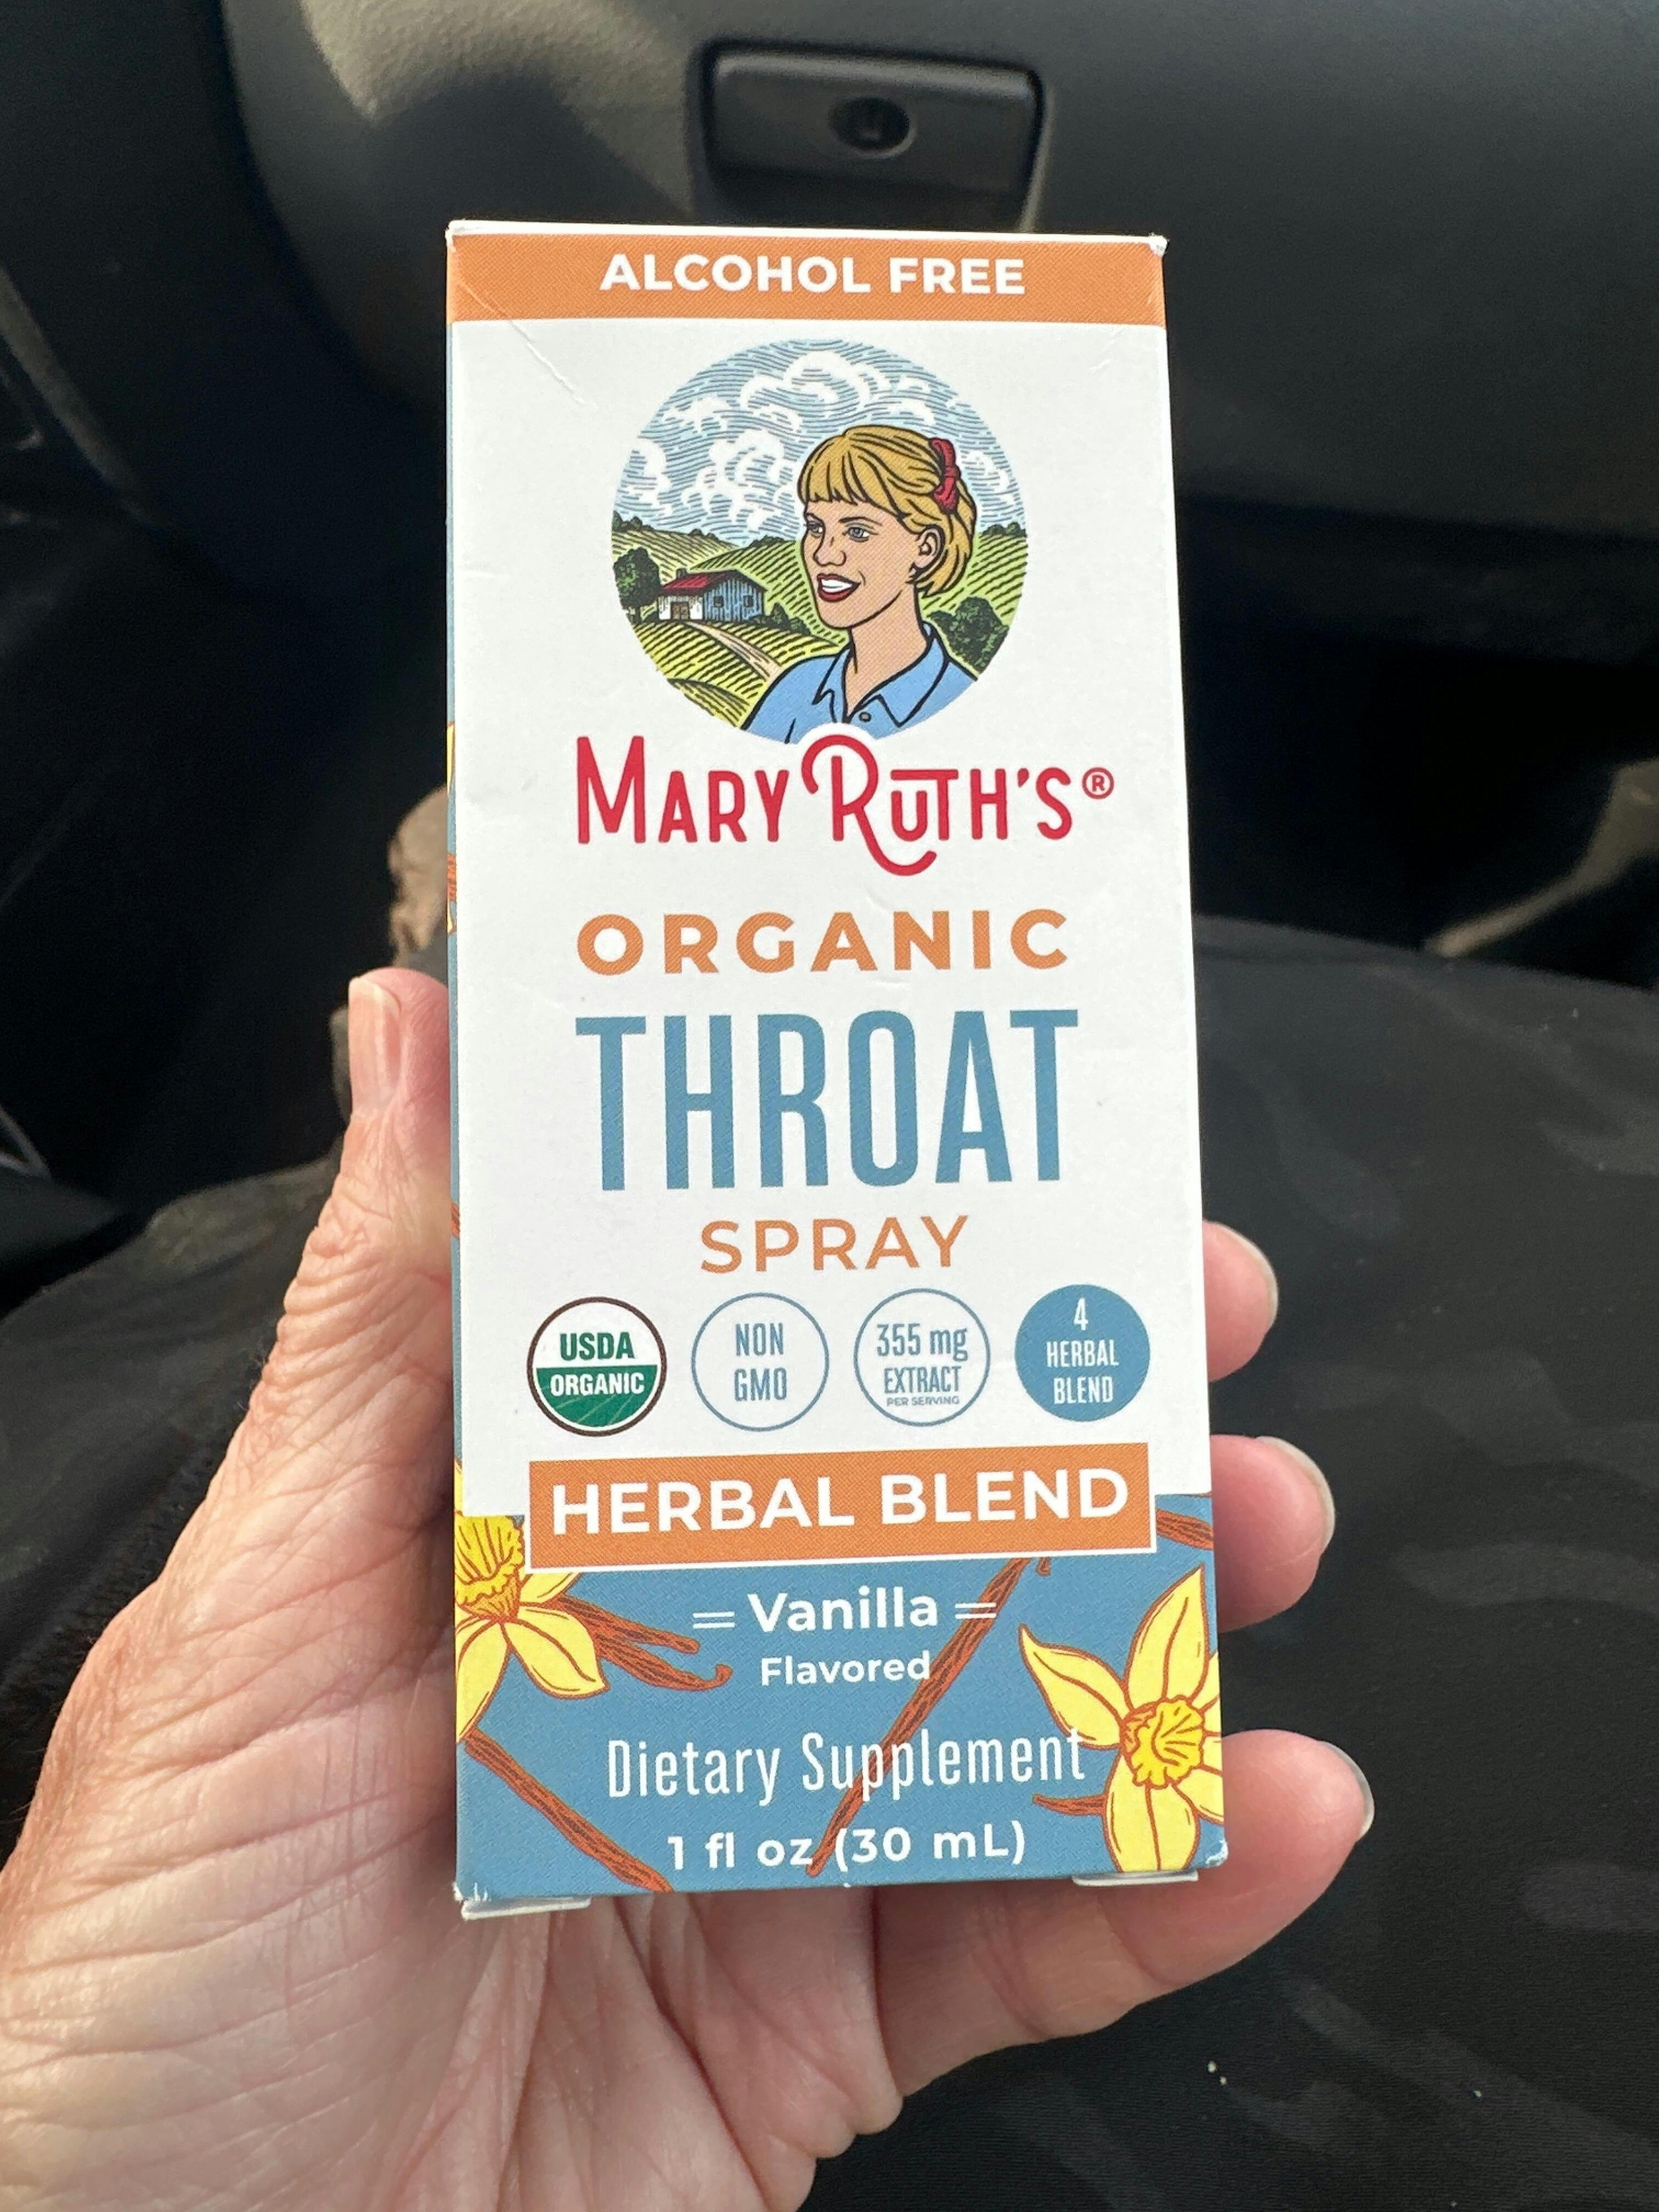 ALCOHOL FREE
MARY RUTH'S®
ORGANIC
THROAT
SPRAY
USDA
ORGANIC
NON
GMO
355 mg
EXTRACT
PER SERVING
4
HERBAL
BLEND
HERBAL BLEND
Vanilla
Flavored
Dietary Supplement
1 fl oz (30 mL)